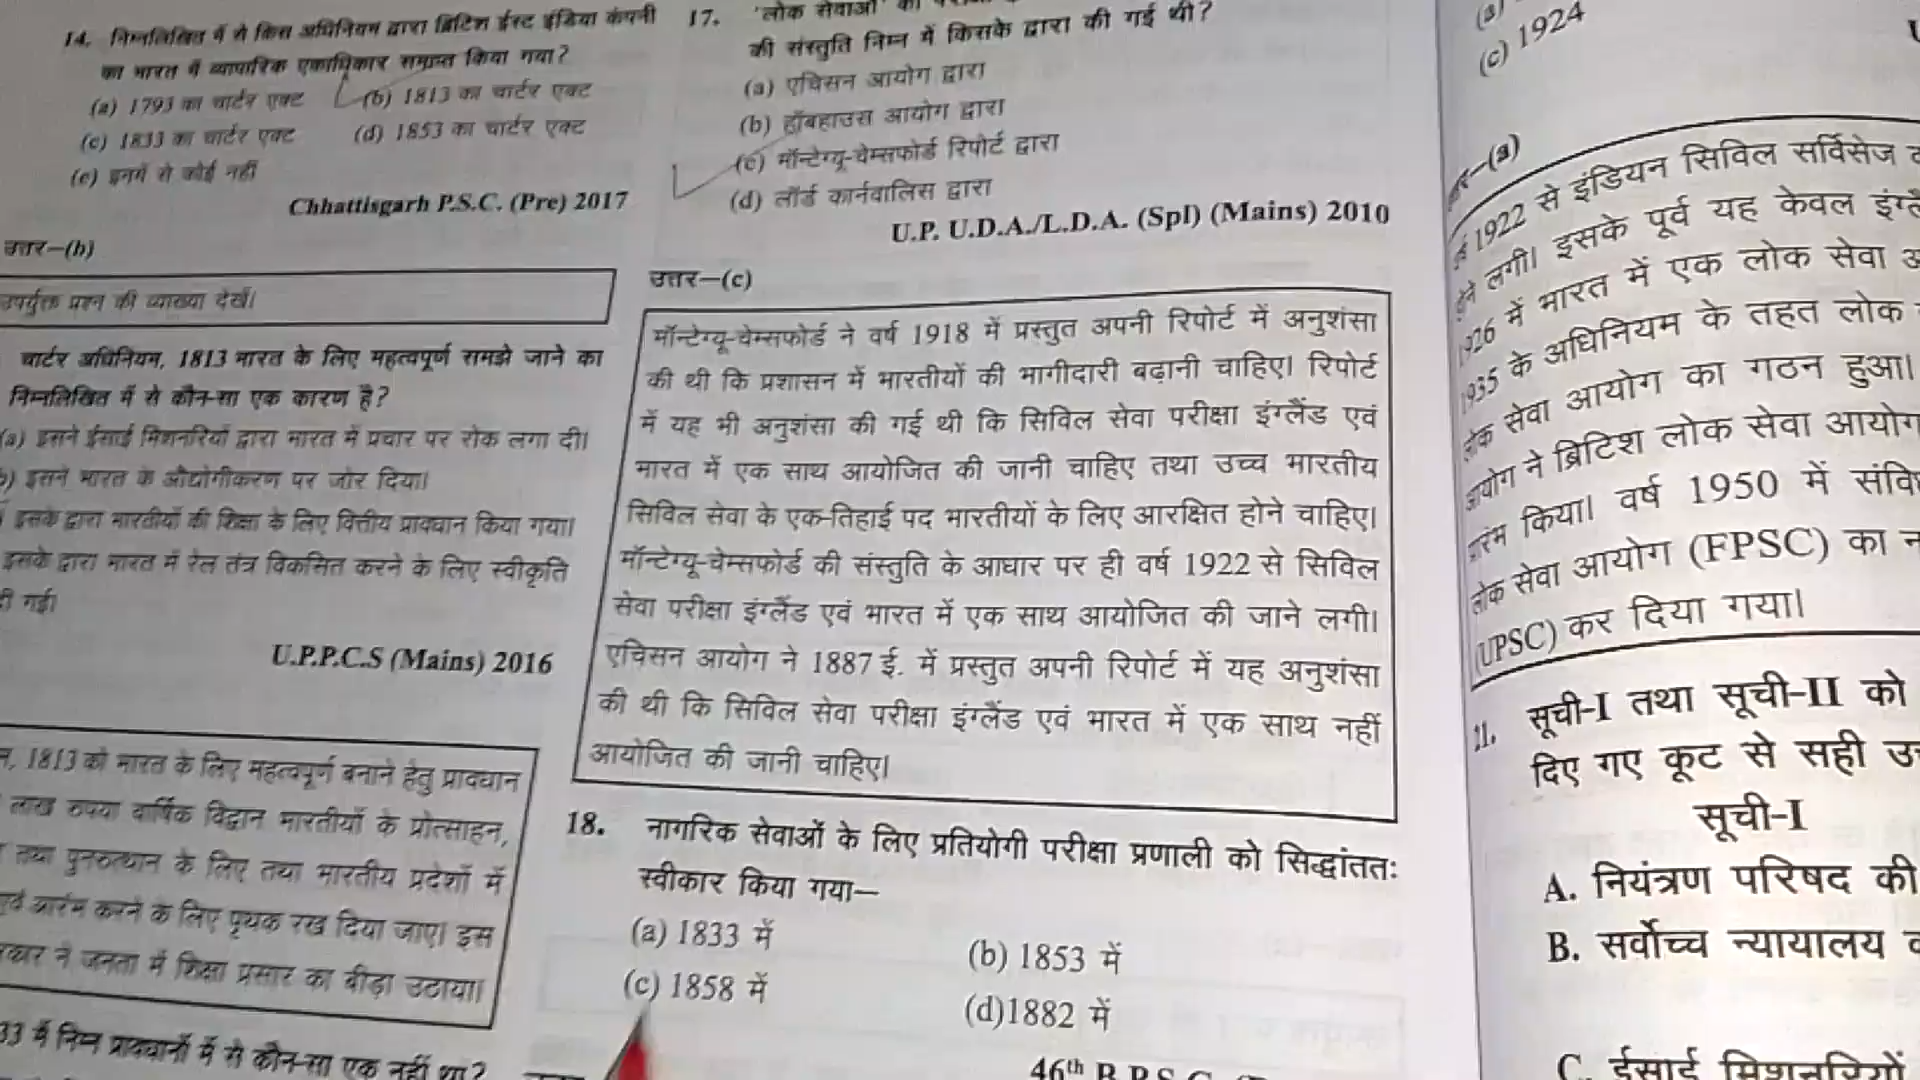 14. निम्नलिखित में से किस अधिनियम द्वारा ब्रिटिश ईस्ट इंडिया कंपनी
का भारत में व्यापारिक एकाधिकार समाप्त किया गया?
(a) 1793 का चार्टर एक्ट (b) 1813 का चार्टर एक्ट
(c) 1833 का चार्टर एक्ट (d) 1853 का चार्टर एक्ट
(e) इनमें से कोई नहीं
Chhattisgarh P.S.C. (Pre) 2017
उत्तर–(b)
उपर्युक्त प्रश्न की व्याख्या देखें।
चार्टर अधिनियम, 1813 भारत के लिए महत्वपूर्ण समझे जाने का
निम्नलिखित में से कौन-सा एक कारण है?
(a) इसने ईसाई मिशनरियों द्वारा भारत में प्रचार पर रोक लगा दी।
) इसने भारत के औद्योगीकरण पर जोर दिया।
इसके द्वारा भारतीयों की शिक्षा के लिए वित्तीय प्रावधान किया गया।
इसके द्वारा भारत में रेल तंत्र विकसित करने के लिए स्वीकृति
दी गई।
U.P.P.C.S (Mains) 2016
1813 को भारत के लिए महत्वपूर्ण बनाने हेतु प्रावधान
लाख रुपया वार्षिक विद्वान भारतीयों के प्रोत्साहन,
तथा पुनरुत्थान के लिए तथा भारतीय प्रदेशों में
आरंभ करने के लिए पृथक रख दिया जाए। इस
ने जनता में शिक्षा प्रसार का बीड़ा उठाया।
33 में निम्न प्रावधानों में से कौन-सा एक नहीं था?
17. 'लोक सेवाओं' की
की संस्तुति निम्न में किसके द्वारा की गई थी?
(a) एचिसन आयोग द्वारा
(b) हॉबहाउस आयोग द्वारा
(c) मॉन्टेग्यू-चेम्सफोर्ड रिपोर्ट द्वारा
(d) लॉर्ड कार्नवालिस द्वारा
U.P. U.D.A./L.D.A. (Spl) (Mains) 2010
उत्तर–(c)
मॉन्टेग्यू-चेम्सफोर्ड ने वर्ष 1918 में प्रस्तुत अपनी रिपोर्ट में अनुशंसा
की थी कि प्रशासन में भारतीयों की भागीदारी बढ़ानी चाहिए। रिपोर्ट
में यह भी अनुशंसा की गई थी कि सिविल सेवा परीक्षा इंग्लैंड एवं
भारत में एक साथ आयोजित की जानी चाहिए तथा उच्च भारतीय
सिविल सेवा के एक-तिहाई पद भारतीयों के लिए आरक्षित होने चाहिए।
मॉन्टेग्यू-चेम्सफोर्ड की संस्तुति के आधार पर ही वर्ष 1922 से सिविल
सेवा परीक्षा इंग्लैंड एवं भारत में एक साथ आयोजित की जाने लगी।
एचिसन आयोग ने 1887 ई. में प्रस्तुत अपनी रिपोर्ट में यह अनुशंसा
की थी कि सिविल सेवा परीक्षा इंग्लैंड एवं भारत में एक साथ नहीं
आयोजित की जानी चाहिए।
18. नागरिक सेवाओं के लिए प्रतियोगी परीक्षा प्रणाली को सिद्धांततः
स्वीकार किया गया–
(a) 1833 में (b) 1853 में
(c) 1858 में (d)1882 में
46th
(c) 1924
–(a)
1922 से इंडियन सिविल सर्विसेज
लगी। इसके पूर्व यह केवल
1926 में भारत में एक लोक सेवा
1935 के अधिनियम के तहत लोक
लोक सेवा आयोग का गठन हुआ।
आयोग ने ब्रिटिश लोक सेवा आयोग
किया। वर्ष 1950 में
लोक सेवा आयोग (FPSC) का
(UPSC) कर दिया गया।
21. सूची-I तथा सूची-II को
दिए गए कूट से सही
सूची-I
A. नियंत्रण परिषद की
B. सर्वोच्च न्यायालय
C. ईसाई मिशनरियों